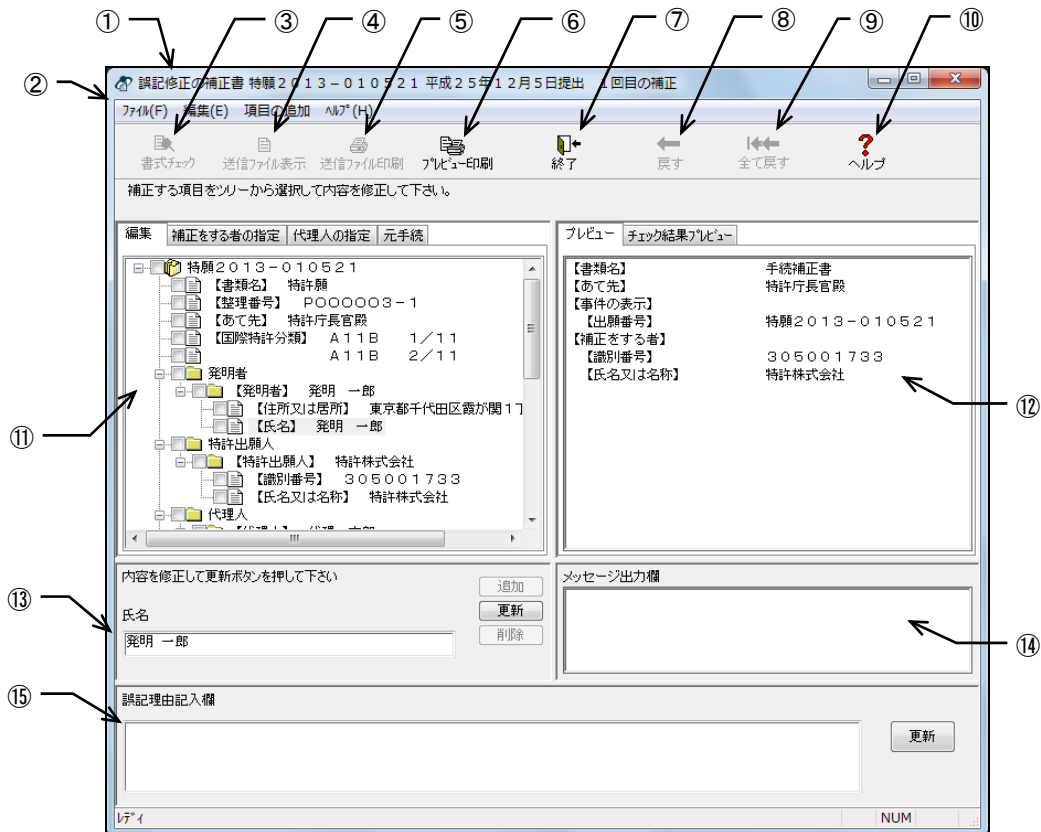 ① ③ ④ ⑤ ⑥ ⑦ ⑧ ⑨ ⑩
②
誤記修正の補正書 特願２０１３－０１０５２１ 平成２５年１２月５日提出 １回目の補正
ﾌｧｲﾙ(F) 編集(E) 項目の追加 ﾍﾙﾌﾟ(H)
書式ﾁｪｯｸ 送信ﾌｧｲﾙ表示 送信ﾌｧｲﾙ印刷 ﾌﾟﾚﾋﾞｭｰ印刷 終了 戻す 全て戻す ヘルプ
補正する項目をツリーから選択して内容を修正して下さい。
編集 補正をする者の指定 代理人の指定 元手続
特願２０１３－０１０５２１
【書類名】 特許願
【整理番号】 Ｐ００００００３－１
【あて先】 特許庁長官殿
【国際特許分類】 Ａ１１Ｂ １／１１
Ａ１１Ｂ ２／１１
発明者
【発明者】 発明 一郎
【住所又は居所】 東京都千代田区霞が関１丁
【氏名】 発明 一郎
特許出願人
【特許出願人】 特許株式会社
【識別番号】 ３０５００１７３３
【氏名又は名称】 特許株式会社
代理人
⑪
プレビュー チェック結果ﾌﾟﾚﾋﾞｭｰ
【書類名】 手続補正書
【あて先】 特許庁長官殿
【事件の表示】
【出願番号】 特願２０１３－０１０５２１
【補正をする者】
【識別番号】 ３０５００１７３３
【氏名又は名称】 特許株式会社
⑫
内容を修正して更新ボタンを押して下さい
追加
⑬ 氏名 更新
発明 一郎 削除
メッセージ出力欄
⑭
⑮ 誤記理由記入欄
更新
ﾚﾃﾞｨ NUM